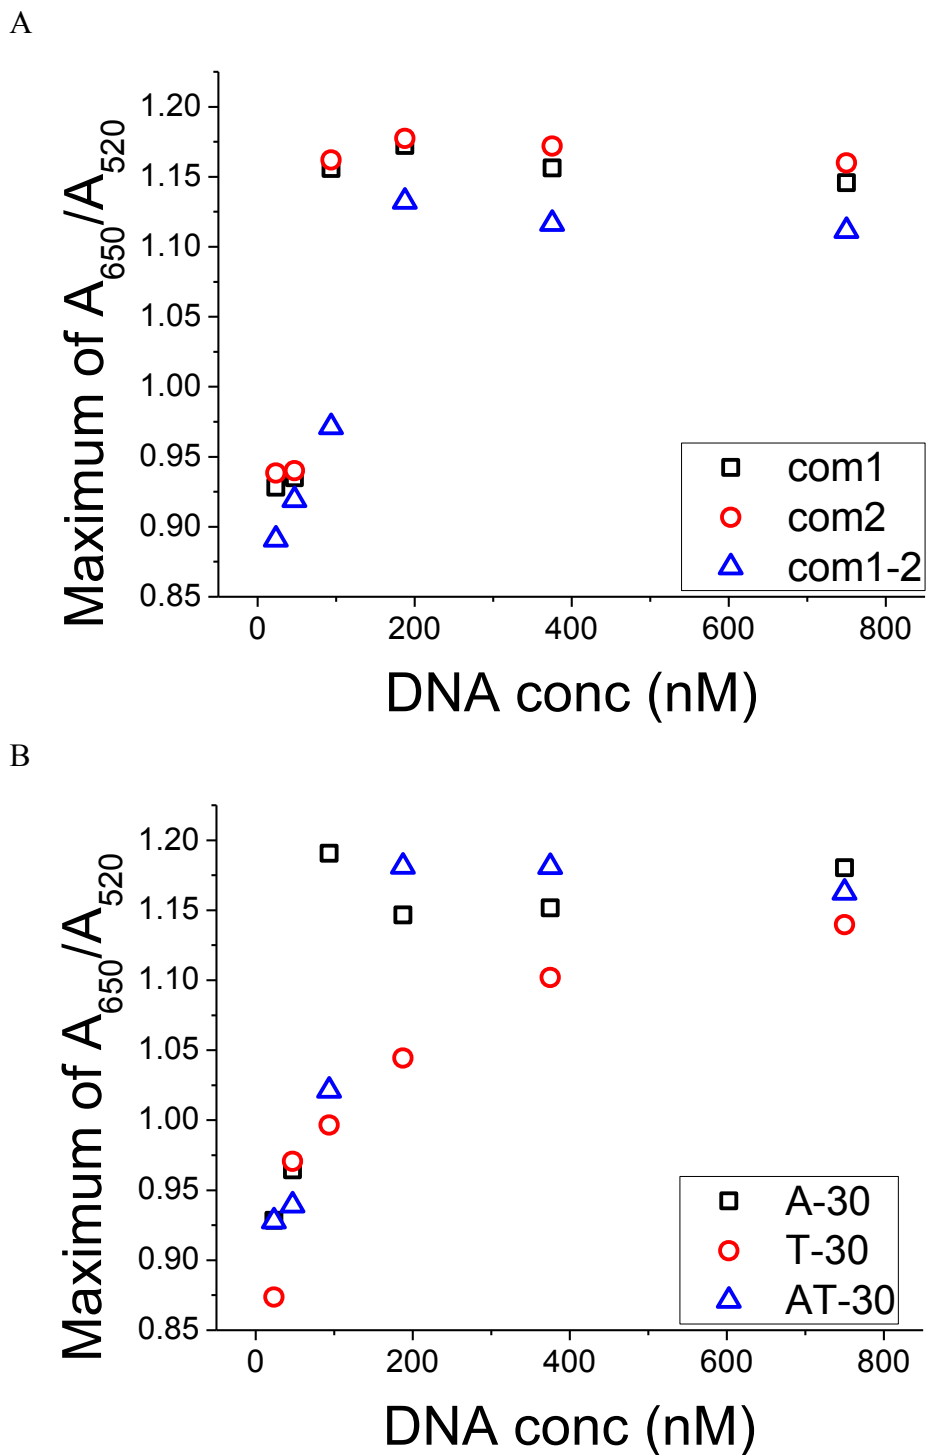 A
Maximum of A650/A520
1.20
1.15
1.10
1.05
1.00
0.95
0.90
0.85
com1
com2
com1-2
0 200 400 600 800
DNA conc (nM)
B
Maximum of A650/A520
1.20
1.15
1.10
1.05
1.00
0.95
0.90
0.85
A-30
T-30
AT-30
0 200 400 600 800
DNA conc (nM)